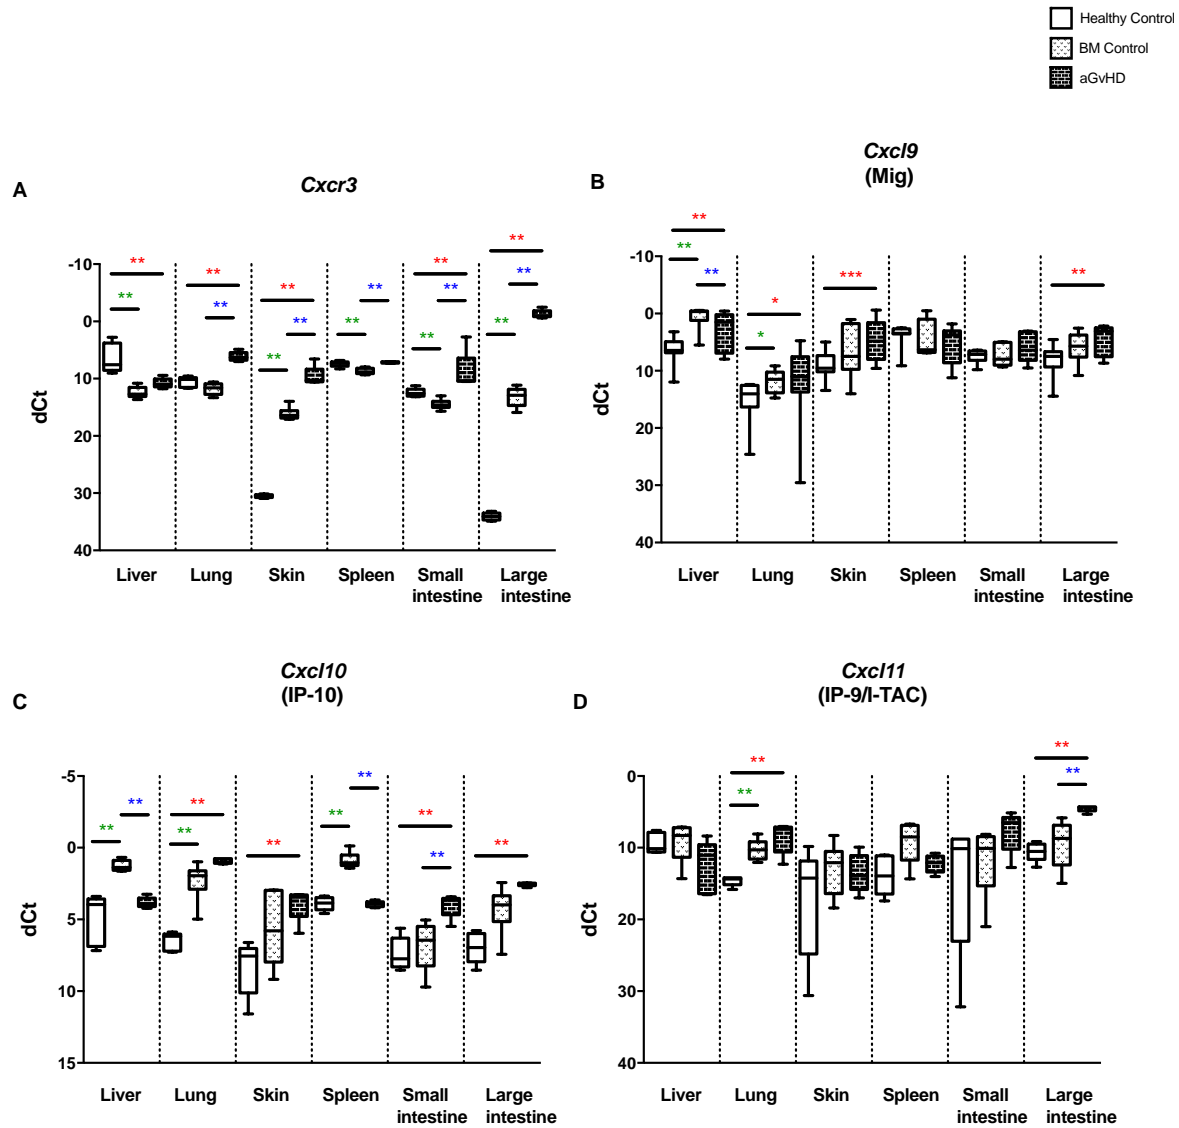 Healthy Control
BM Control
aGvHD
A
Cxcr3
-10
0
10
20
30
40
dCt
** ** ** ** ** ** ** ** ** ** ** ** ** ** **
Liver Lung Skin Spleen Small intestine Large intestine
B
Cxcl9
(Mig)
-10
0
10
20
30
40
dCt
** ** ** * * *** **
Liver Lung Skin Spleen Small intestine Large intestine
C
Cxcl10
(IP-10)
-5
0
5
10
15
dCt
** ** ** ** ** ** ** ** ** **
Liver Lung Skin Spleen Small intestine Large intestine
D
Cxcl11
(IP-9/I-TAC)
0
10
20
30
40
dCt
** ** ** **
Liver Lung Skin Spleen Small intestine Large intestine